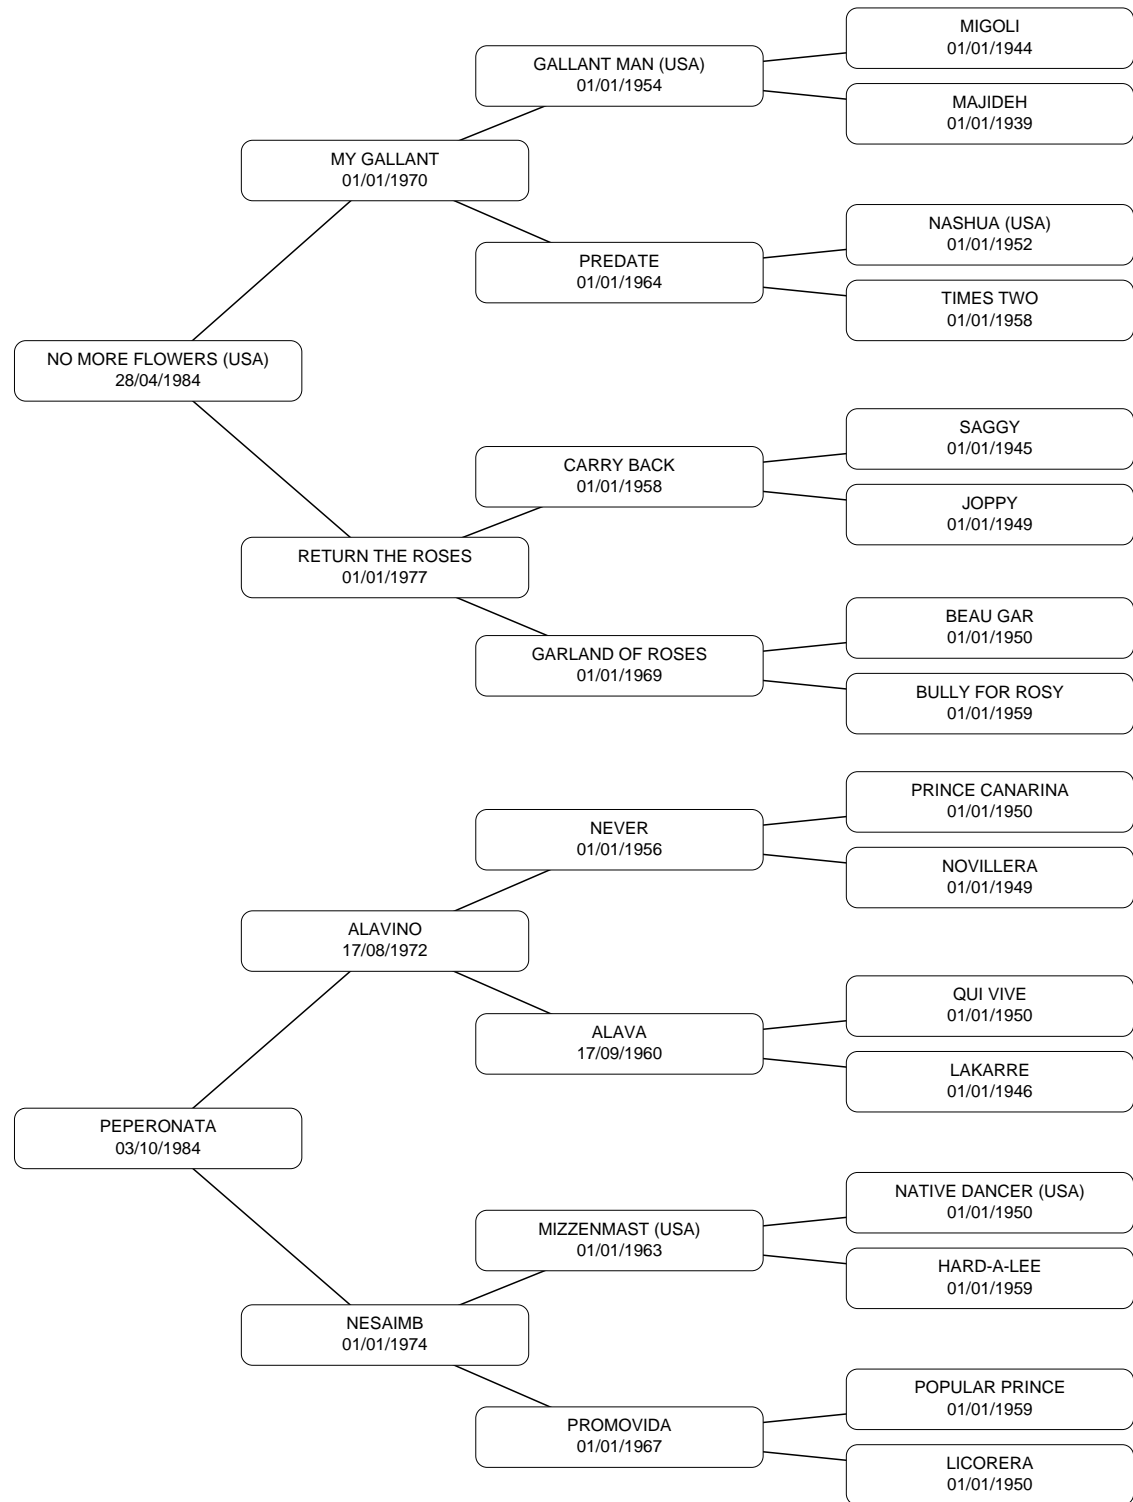 MIGOLI
01/01/1944
GALLANT MAN (USA)
01/01/1954
MAJIDEH
01/01/1939
MY GALLANT
01/01/1970
NASHUA (USA)
01/01/1952
PREDATE
01/01/1964
TIMES TWO
01/01/1958
NO MORE FLOWERS (USA)
28/04/1984
SAGGY
01/01/1945
CARRY BACK
01/01/1958
JOPPY
01/01/1949
RETURN THE ROSES
01/01/1977
BEAU GAR
01/01/1950
GARLAND OF ROSES
01/01/1969
BULLY FOR ROSY
01/01/1959
PRINCE CANARINA
01/01/1950
NEVER
01/01/1956
NOVILLERA
01/01/1949
ALAVINO
17/08/1972
QUI VIVE
01/01/1950
ALAVA
17/09/1960
LAKARRE
01/01/1946
PEPERONATA
03/10/1984
NATIVE DANCER (USA)
01/01/1950
MIZZENMAST (USA)
01/01/1963
HARD-A-LEE
01/01/1959
NESAIMB
01/01/1974
POPULAR PRINCE
01/01/1959
PROMOVIDA
01/01/1967
LICORERA
01/01/1950